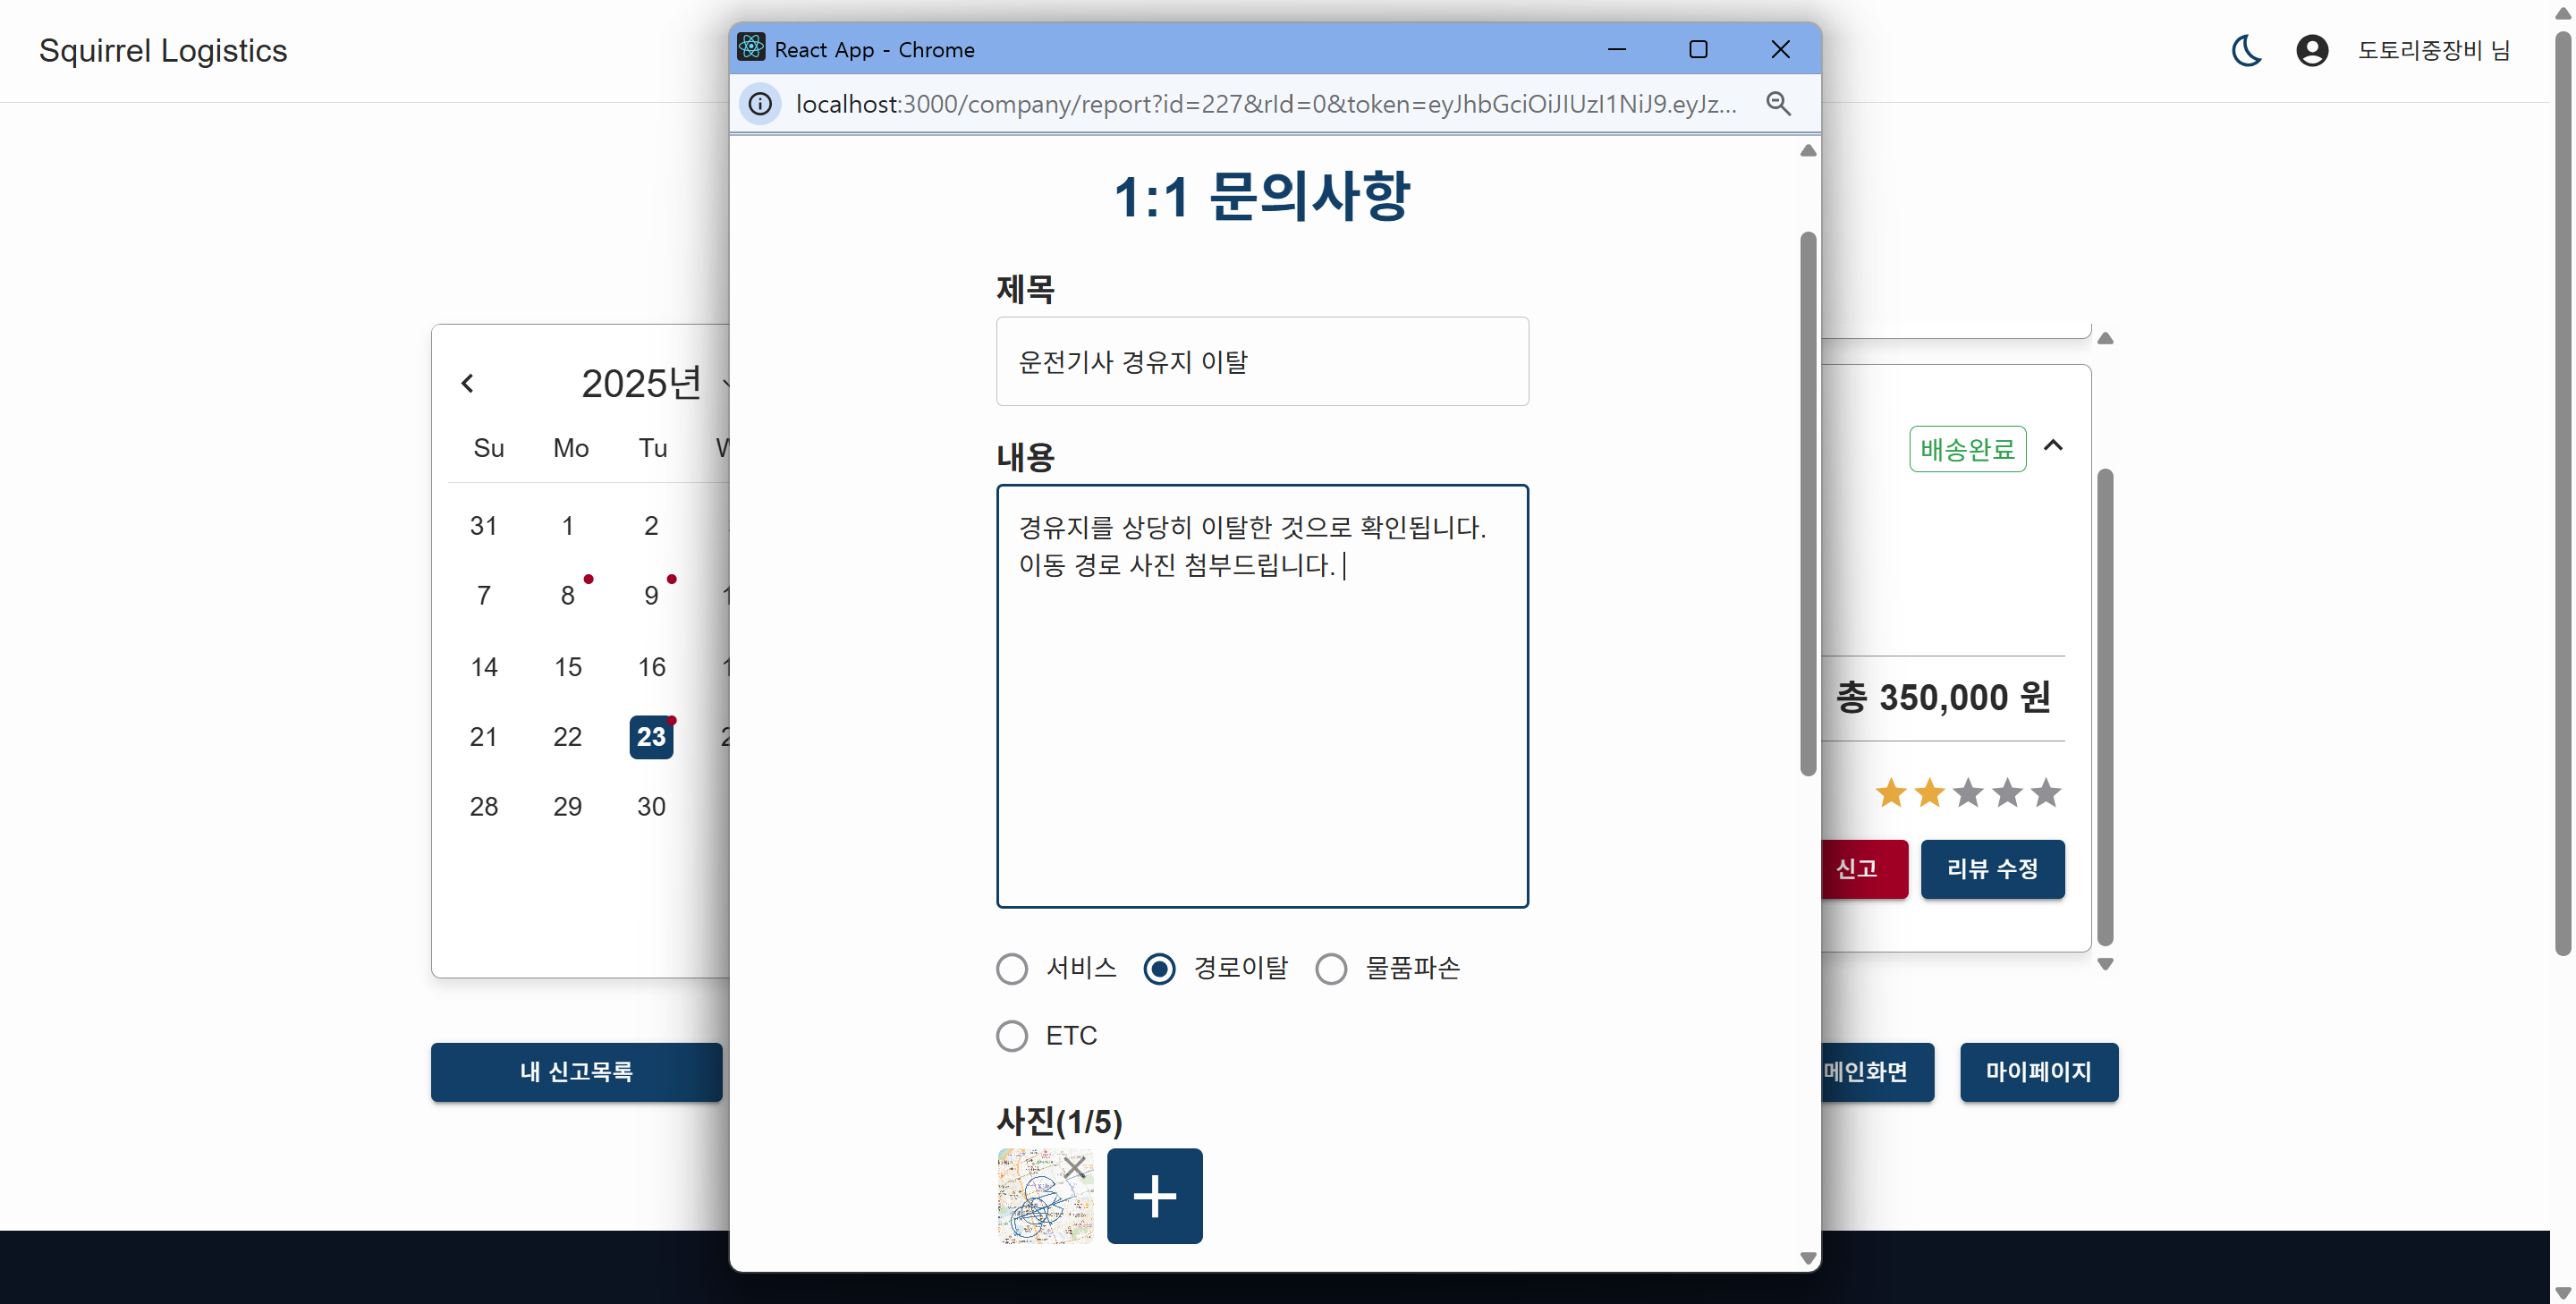 Squirrel Logistics
도토리중장비 님
React App - Chrome
localhost:3000/company/report?id=227&rId=0&token=eyJhbGciOiJIUzI1NiJ9.eyJz...
1:1 문의사항
제목
운전기사 경유지 이탈
내용
경유지를 상당히 이탈한 것으로 확인됩니다.
이동 경로 사진 첨부드립니다.
서비스
경로이탈
물품파손
ETC
사진(1/5)
2025년
Su Mo Tu
31 1 2
7 8 9
14 15 16
21 22 23
28 29 30
내 신고목록
배송완료
총 350,000 원
신고
리뷰 수정
메인화면
마이페이지